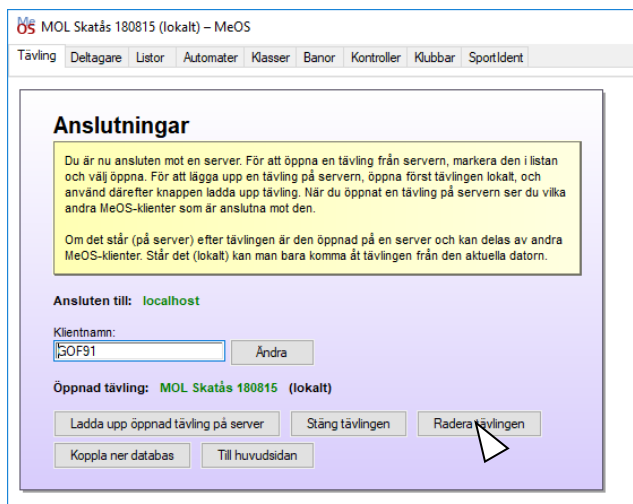 MeOS MOL Skatås 180815 (lokalt) – MeOS
Tävling Deltagare Listor Automater Klasser Banor Kontroller Klubbar SportIdent
Anslutningar
Du är nu ansluten mot en server. För att öppna en tävling från servern, markera den i listan
och välj öppna. För att lägga upp en tävling på servern, öppna först tävlingen lokalt, och
använd därefter knappen ladda upp tävling. När du öppnat en tävling på servern ser du vilka
andra MeOS-klienter som är anslutna mot den.
Om det står (på server) efter tävlingen är den öppnad på en server och kan delas av andra
MeOS-klienter. Står det (lokalt) kan man bara komma åt tävlingen från den aktuella datorn.
Ansluten till: localhost
Klientnamn:
GOF91 Ändra
Öppnad tävling: MOL Skatås 180815 (lokalt)
Ladda upp öppnad tävling på server Stäng tävlingen Radera tävlingen
Koppla ner databas Till huvudsidan